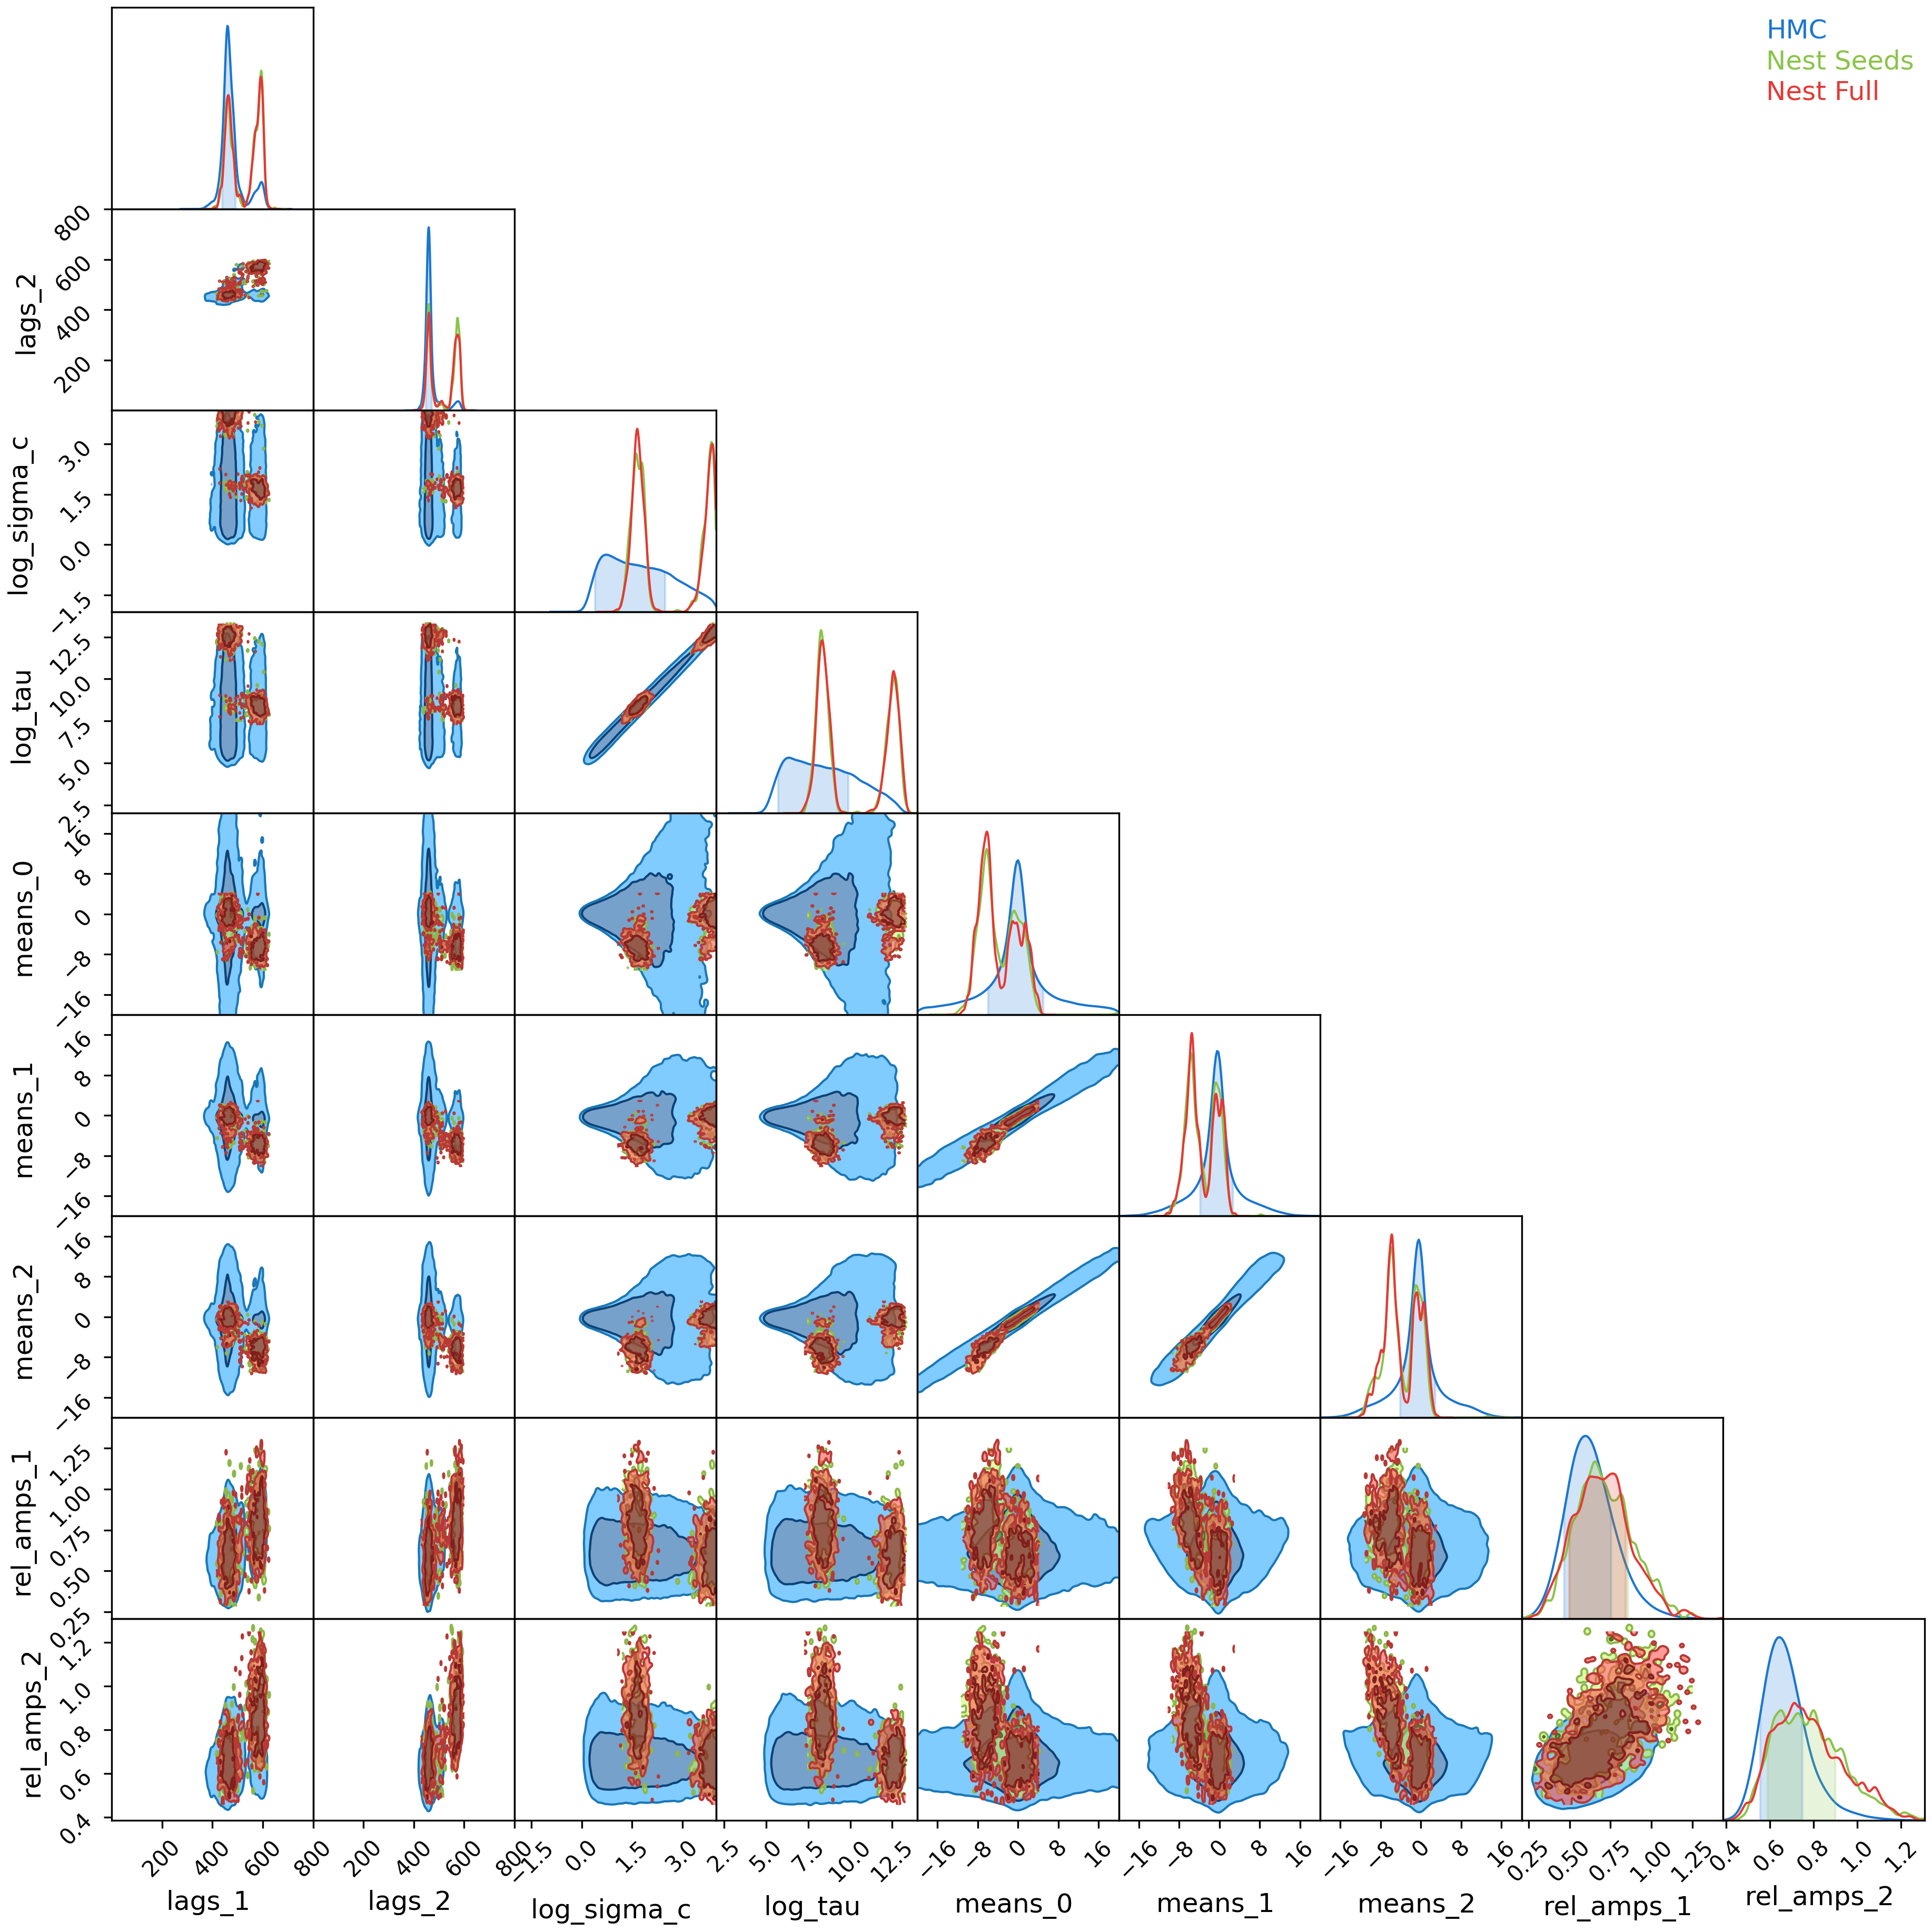 HMC
Nest Seeds
Nest Full
800
600
400
200
lags_2
3.0
1.5
0.0
−1.5
log_sigma_c
12.5
10.0
7.5
5.0
2.5
log_tau
16
8
0
−8
−16
means_0
16
8
0
−8
−16
means_1
16
8
0
−8
−16
means_2
1.25
1.00
0.75
0.50
0.25
rel_amps_1
1.2
1.0
0.8
0.6
0.4
rel_amps_2
200 400 600 800
200 400 600 800
−1.5 0.0 1.5 3.0
2.5 5.0 7.5 10.0 12.5
−16 −8 0 8 16
−16 −8 0 8 16
−16 −8 0 8 16
0.25 0.50 0.75 1.00 1.25
0.4 0.6 0.8 1.0 1.2
lags_1 lags_2 log_sigma_c log_tau means_0 means_1 means_2 rel_amps_1 rel_amps_2